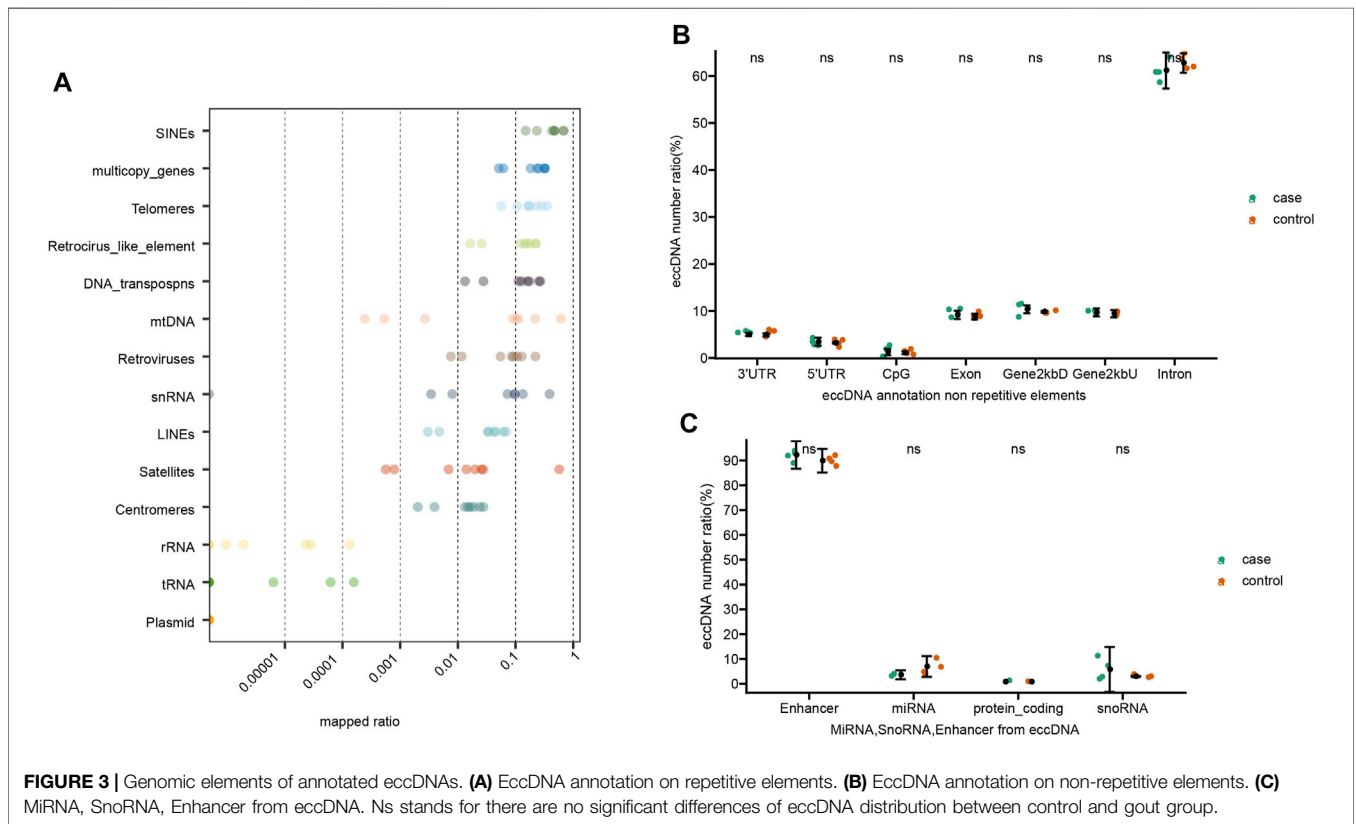 A
SINEs
multicopy_genes
Telomeres
Retrocirus_like_element
DNA_transpospns
mtDNA
Retroviruses
snRNA
LINEs
Satellites
Centromeres
rRNA
tRNA
Plasmid
0.00001
0.0001
0.001
0.01
0.1
1
mapped ratio
B
ns ns ns ns ns ns ns
60
50
40
30
20
10
0
eccDNA number ratio(%)
3'UTR 5'UTR CpG Exon Gene2kbD Gene2kbU Intron
eccDNA annotation non repetitive elements
case
control
C
ns ns ns ns
90
80
70
60
50
40
30
20
10
0
eccDNA number ratio(%)
Enhancer miRNA protein_coding snoRNA
MiRNA,SnoRNA,Enhancer from eccDNA
case
control
FIGURE 3 | Genomic elements of annotated eccDNAs. (A) EccDNA annotation on repetitive elements. (B) EccDNA annotation on non-repetitive elements. (C)
MiRNA, SnoRNA, Enhancer from eccDNA. Ns stands for there are no significant differences of eccDNA distribution between control and gout group.